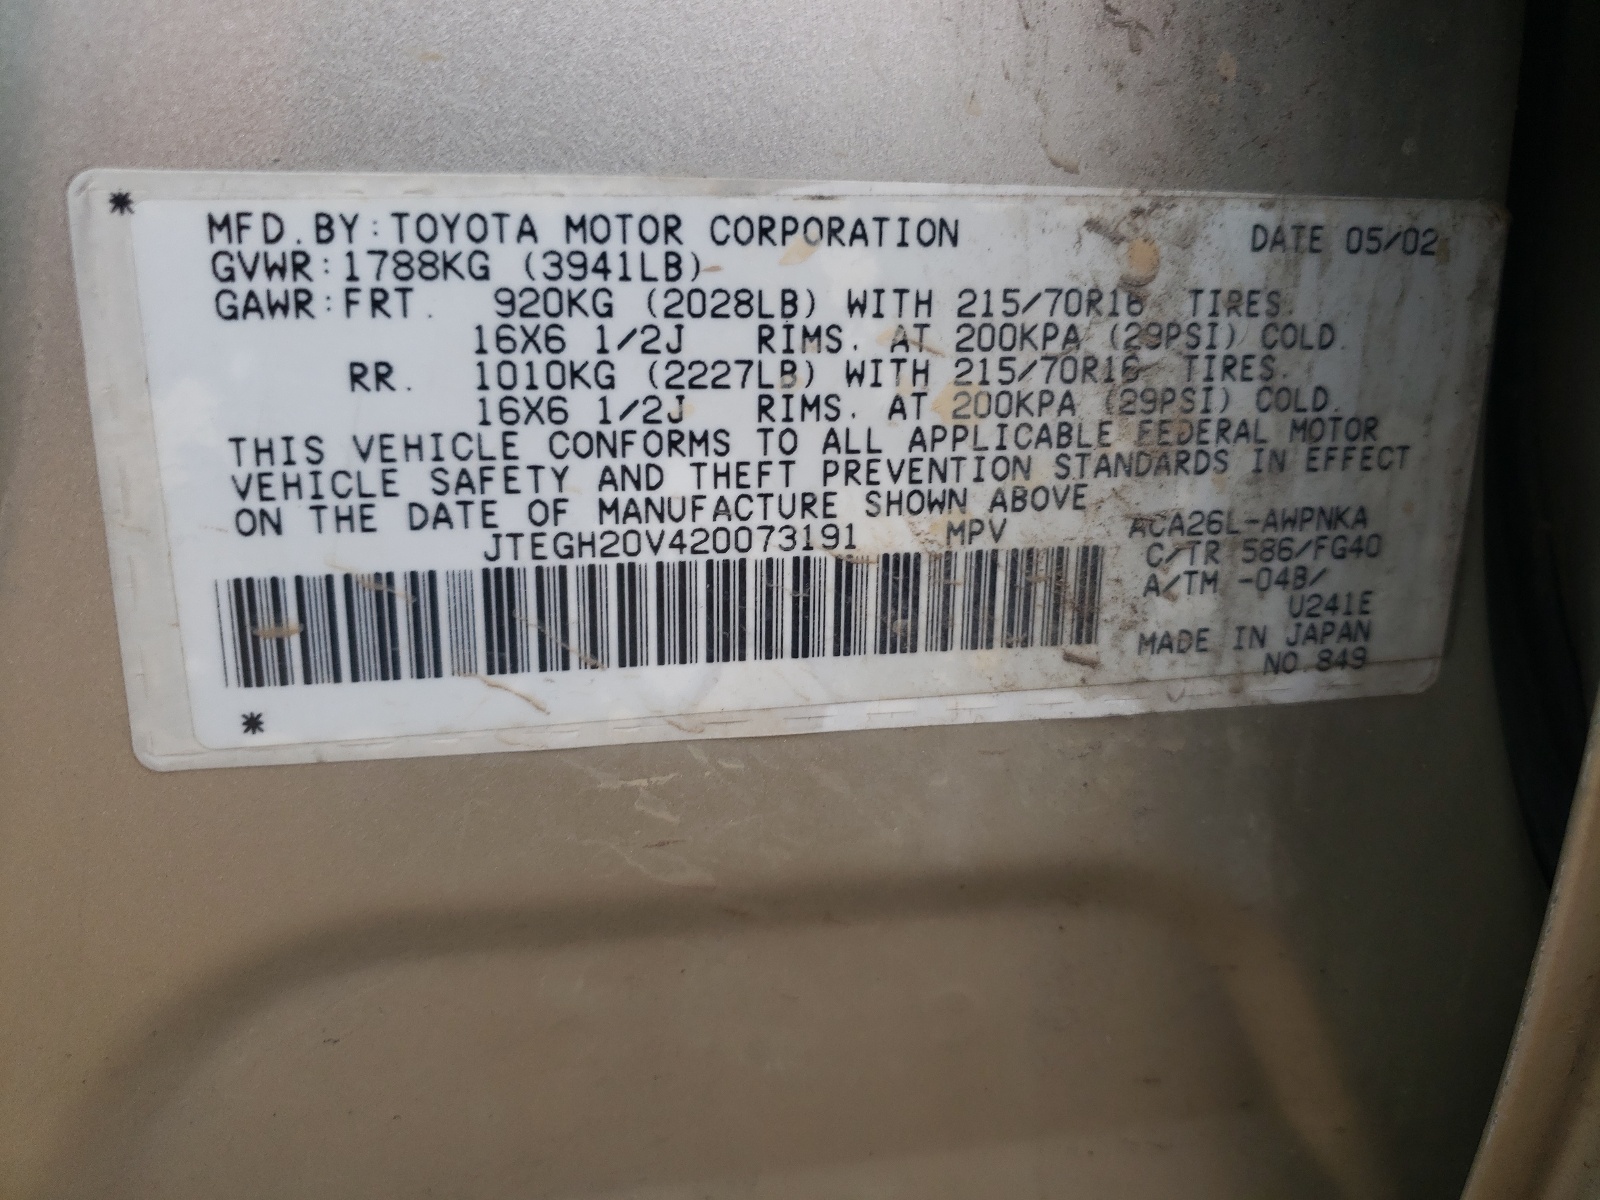 MFD. BY: TOYOTA MOTOR CORPORATION DATE 05/02
GVWR: 1788KG (3941LB)
GAWR: FRT. 920KG (2028LB) WITH 215/70R16 TIRES.
16X6 1/2J RIMS. AT 200KPA (29PSI) COLD.
RR. 1010KG (2227LB) WITH 215/70R16 TIRES.
16X6 1/2J RIMS. AT 200KPA (29PSI) COLD.
THIS VEHICLE CONFORMS TO ALL APPLICABLE FEDERAL MOTOR
VEHICLE SAFETY AND THEFT PREVENTION STANDARDS IN EFFECT
ON THE DATE OF MANUFACTURE SHOWN ABOVE.
JTEGH20V420073191 MPV ACA26L-AWPNKA
C/TR 586/FG40
A/TM -04B/
U241E
MADE IN JAPAN
NO. 849